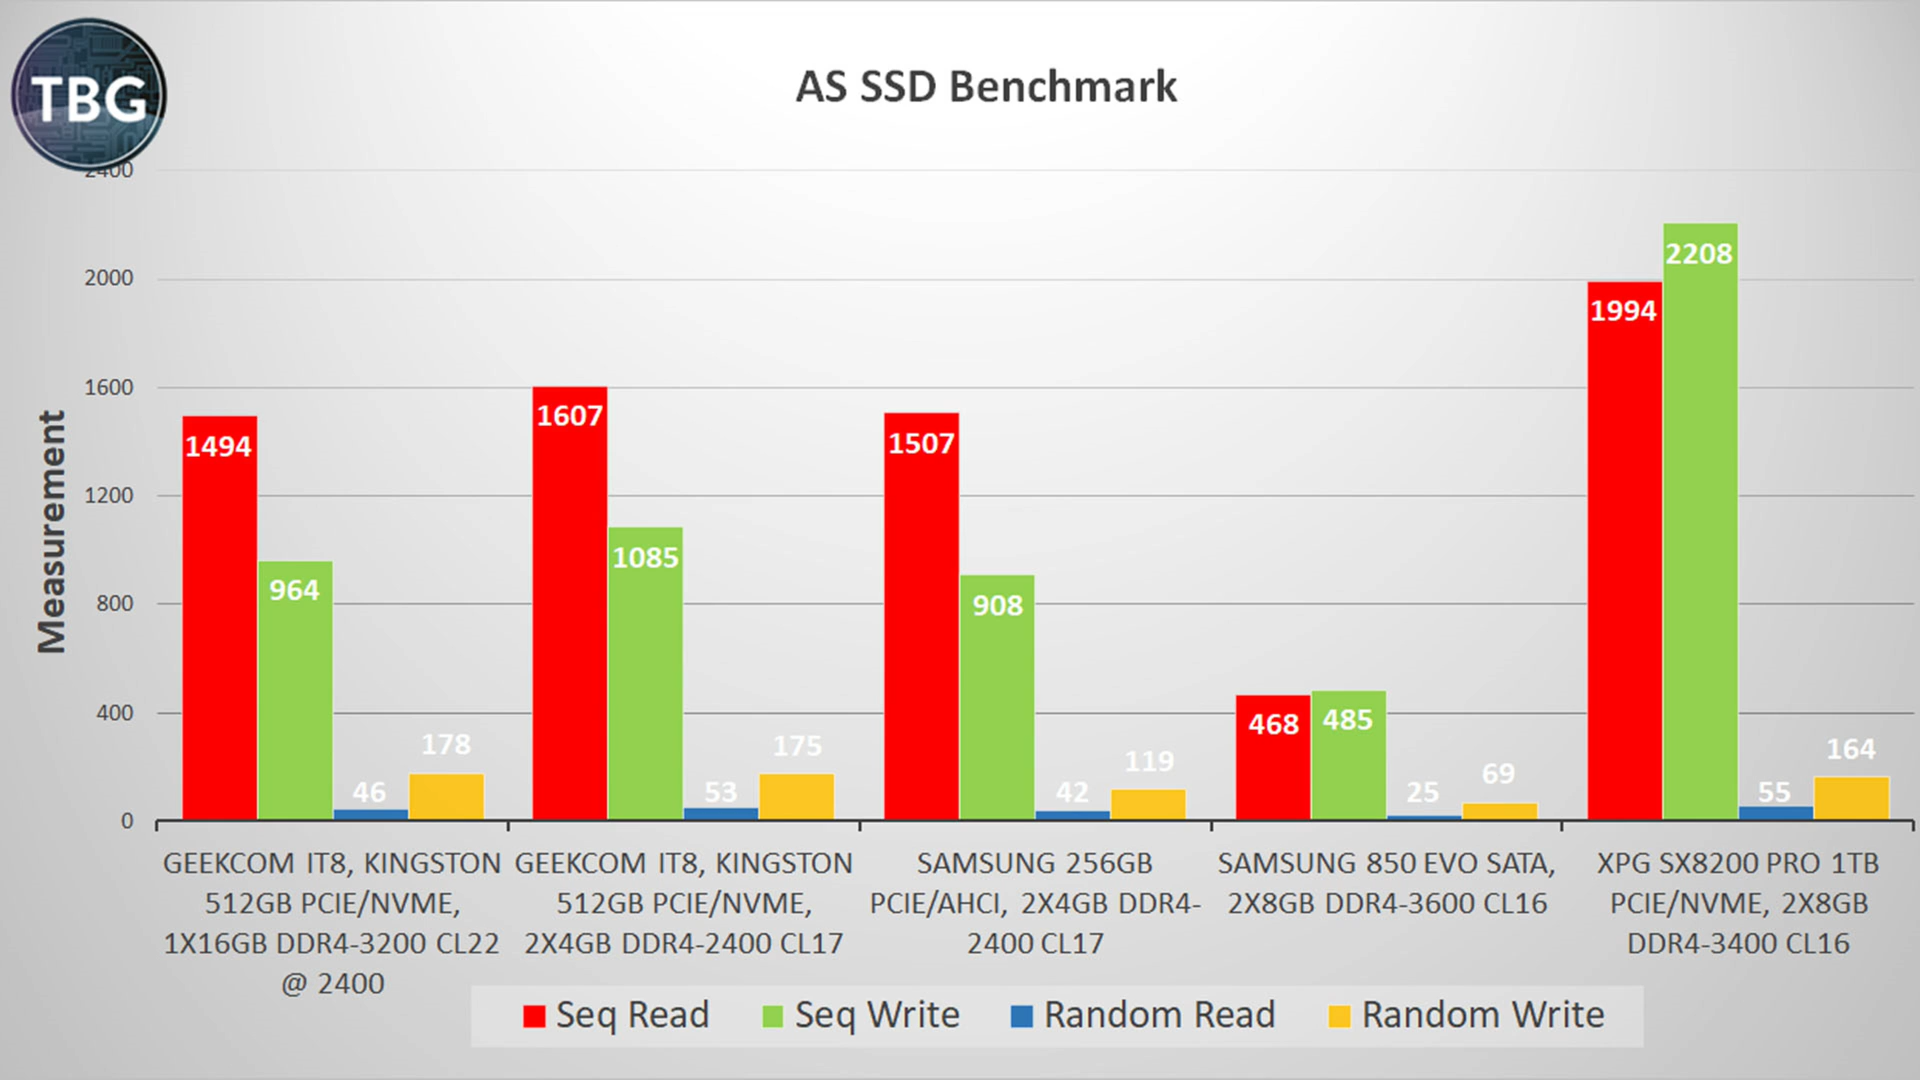 TBG
AS SSD Benchmark
Measurement
2400
2000
1600
1200
800
400
0
1494
964
46
178
1607
1085
53
175
1507
908
42
119
468
485
25
69
1994
2208
55
164
GEEKCOM IT8, KINGSTON
512GB PCIE/NVME,
1X16GB DDR4-3200 CL22
@ 2400
GEEKCOM IT8, KINGSTON
512GB PCIE/NVME,
2X4GB DDR4-2400 CL17
SAMSUNG 256GB
PCIE/AHCI, 2X4GB DDR4-
2400 CL17
SAMSUNG 850 EVO SATA,
2X8GB DDR4-3600 CL16
XPG SX8200 PRO 1TB
PCIE/NVME, 2X8GB
DDR4-3400 CL16
Seq Read
Seq Write
Random Read
Random Write